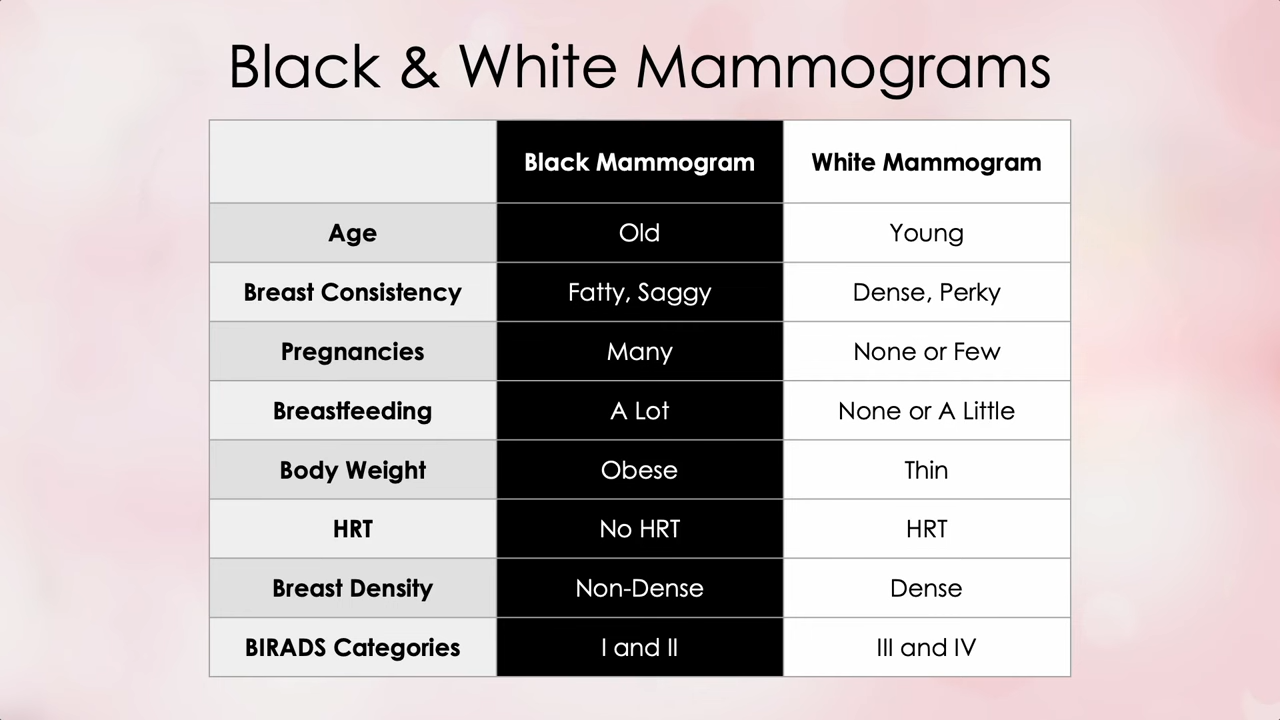 Black & White Mammograms
Black Mammogram White Mammogram
Age Old Young
Breast Consistency Fatty, Saggy Dense, Perky
Pregnancies Many None or Few
Breastfeeding A Lot None or A Little
Body Weight Obese Thin
HRT No HRT HRT
Breast Density Non-Dense Dense
BIRADS Categories I and II III and IV